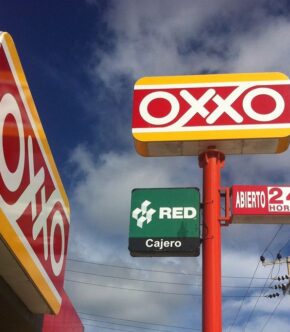 OXXO
OXXO
RED
Cajero
ABIERTO 24
HOR